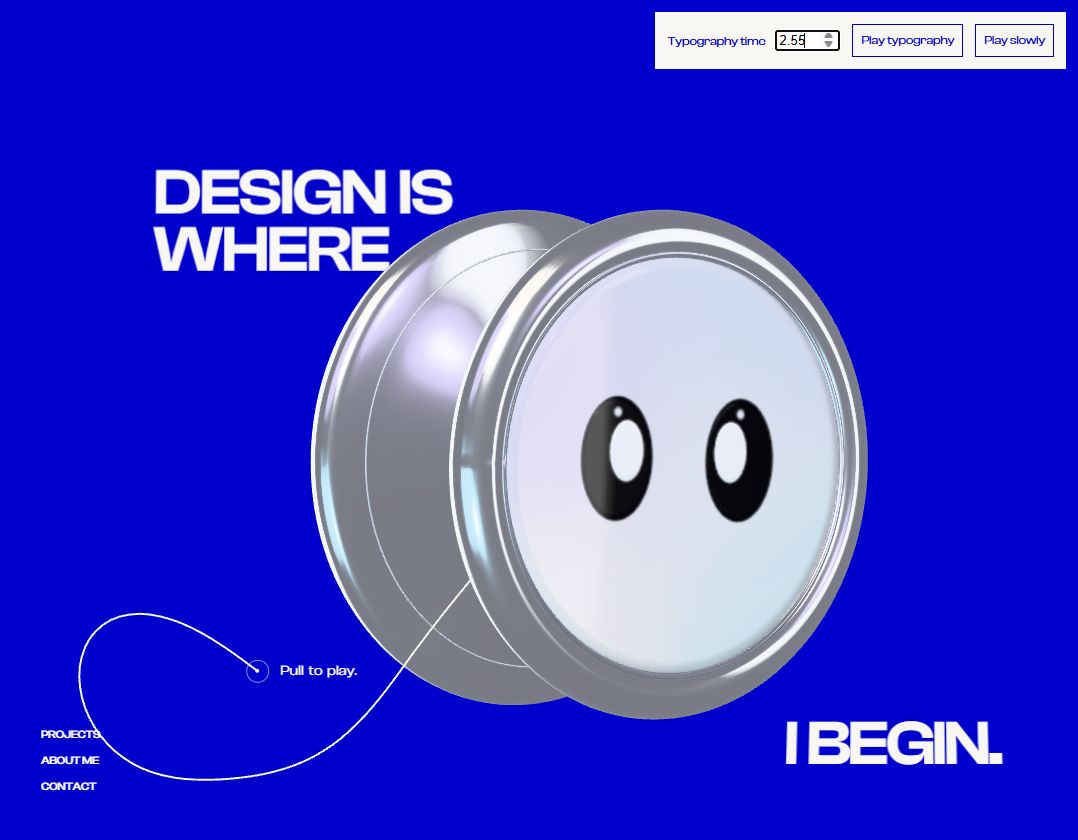 Typography time 2.55 Play typography Play slowly
DESIGN IS
WHERE
Pull to play.
PROJECTS
ABOUT ME
CONTACT
I BEGIN.